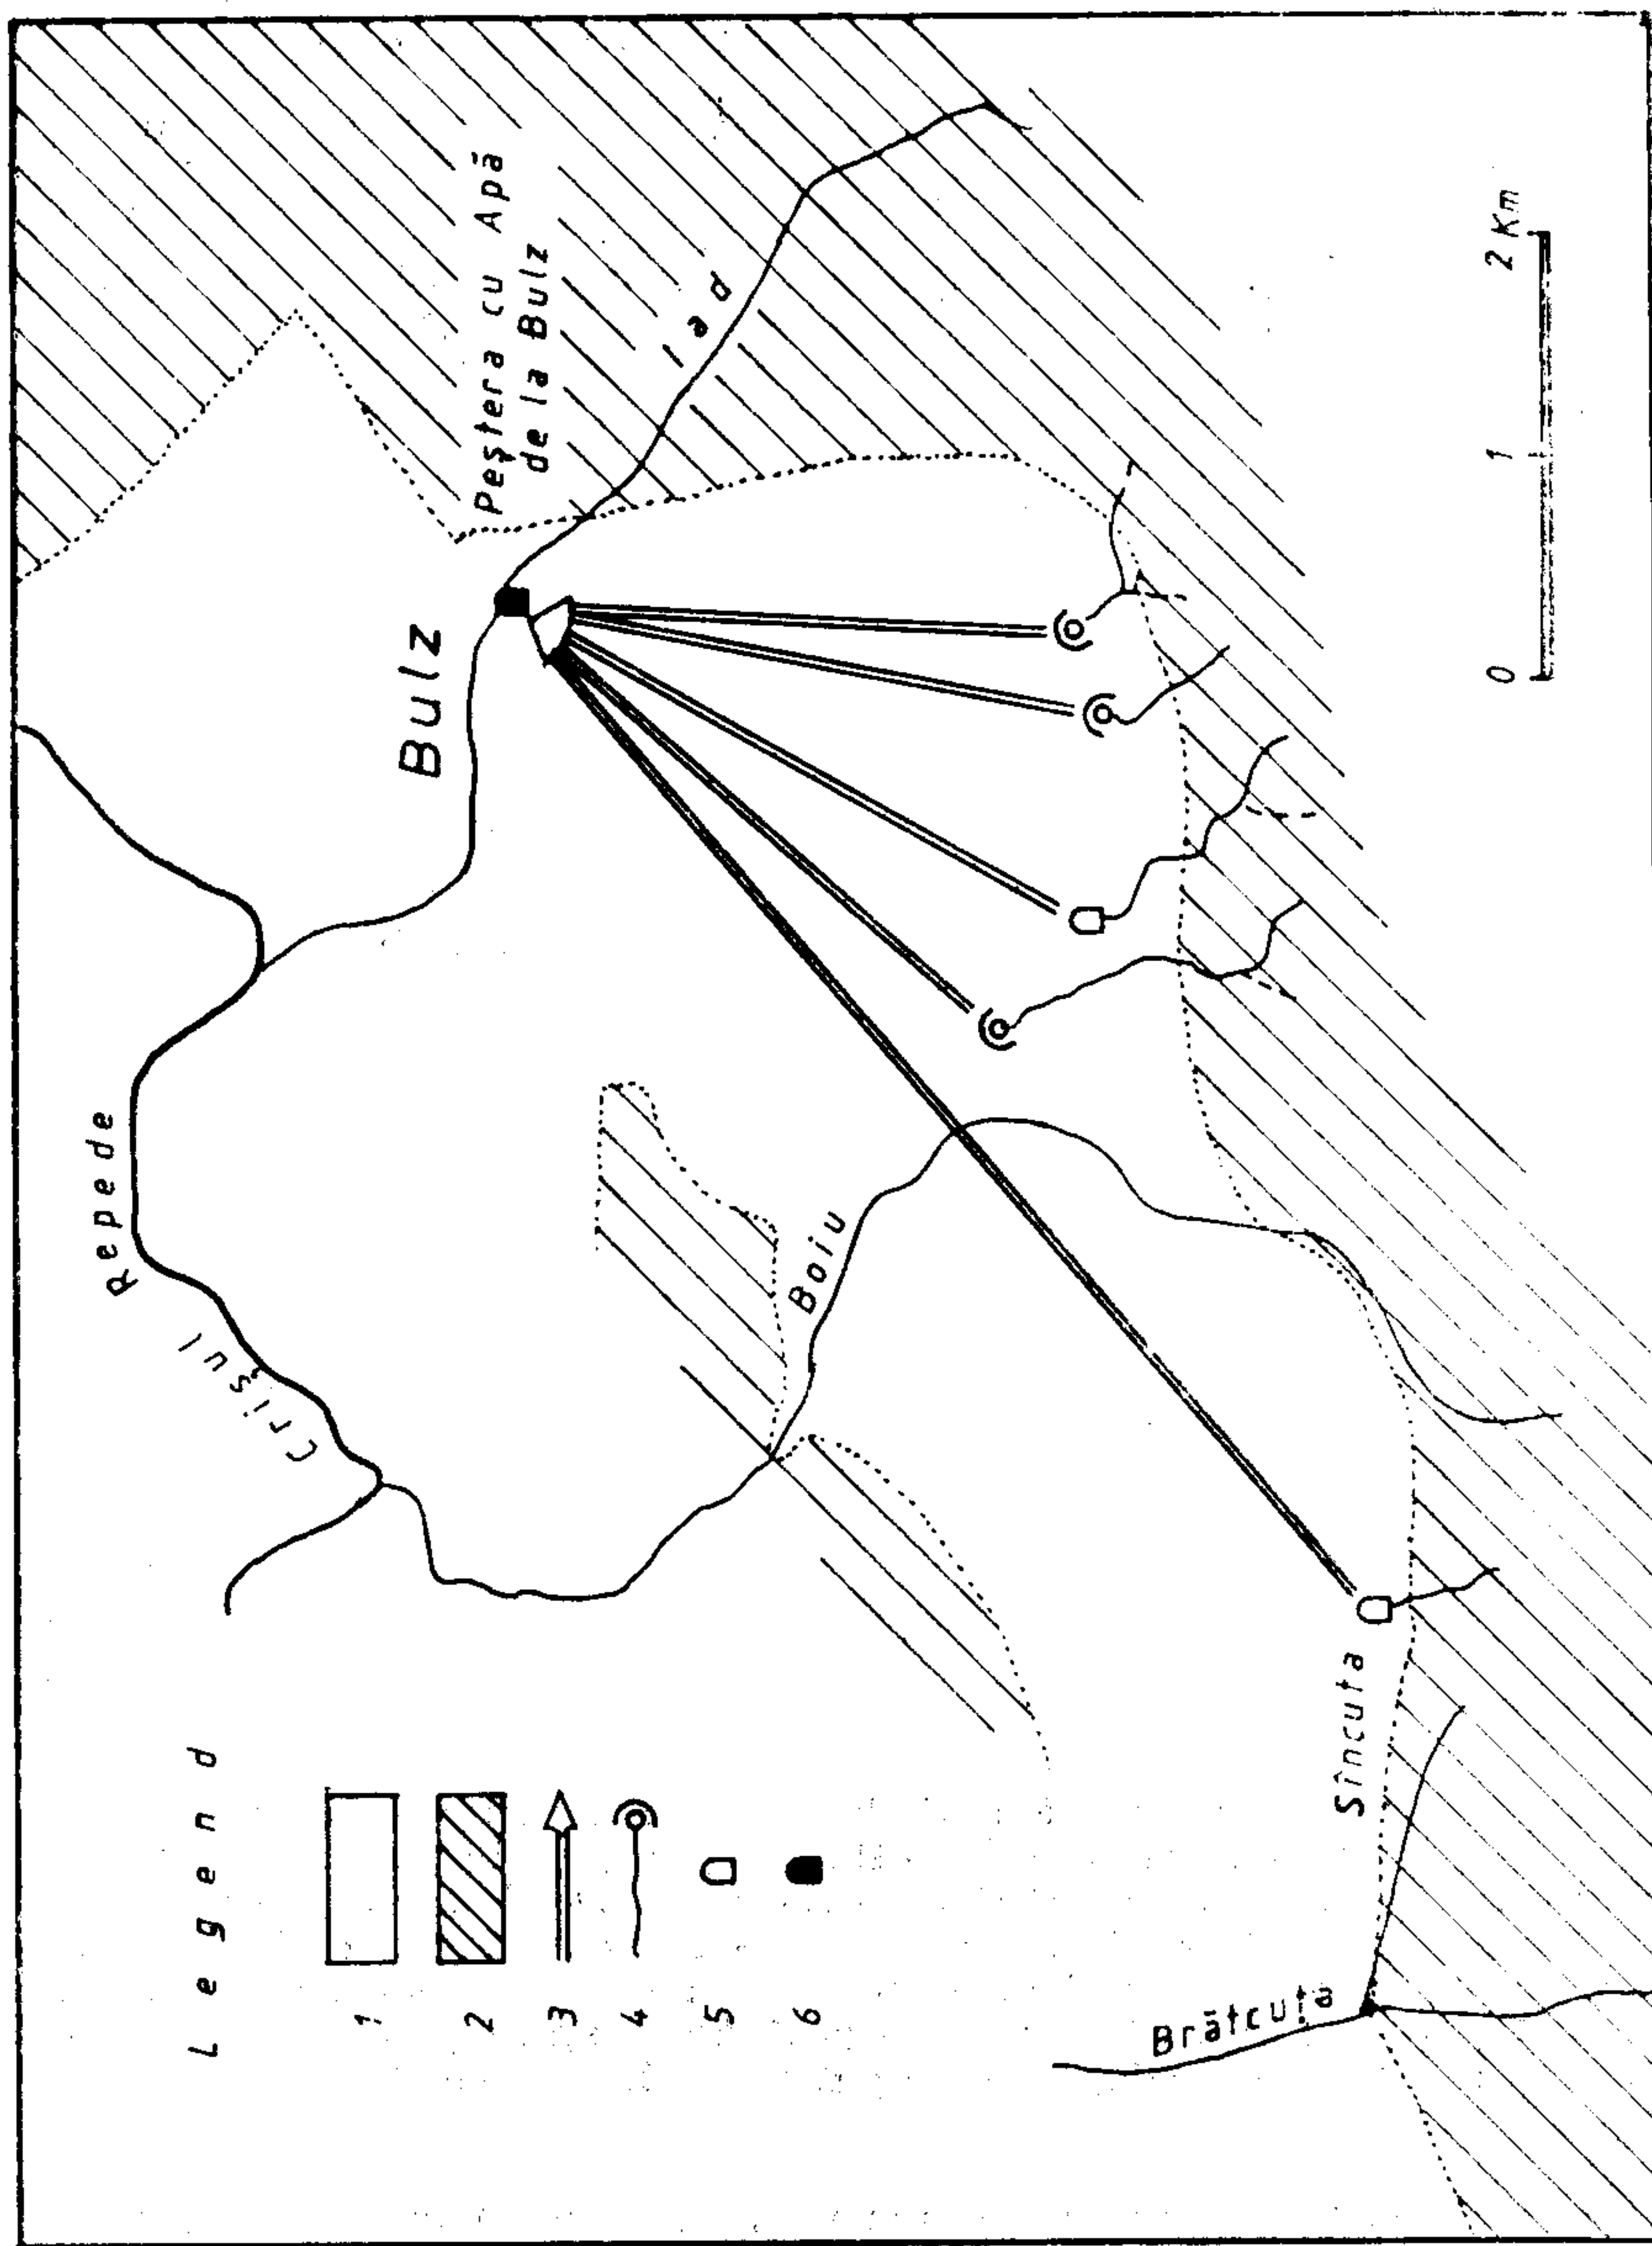 Crişul Repede
Bulz
Peştera cu Apă
de la Bulz
Iad
Boiu
Sîncuta
Brătcuţa
Legend
1
2
3
4
5
6
0 1 2 Km